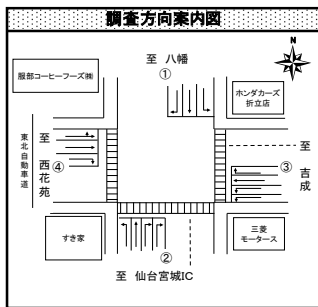 調査方向案内図
至 八幡
①
N
服部コーヒーフーズ㈱
ホンダカーズ
折立店
東北自動車道
至 西花苑
④
③
至 吉成
すき家
②
三菱
モータース
至 仙台宮城IC